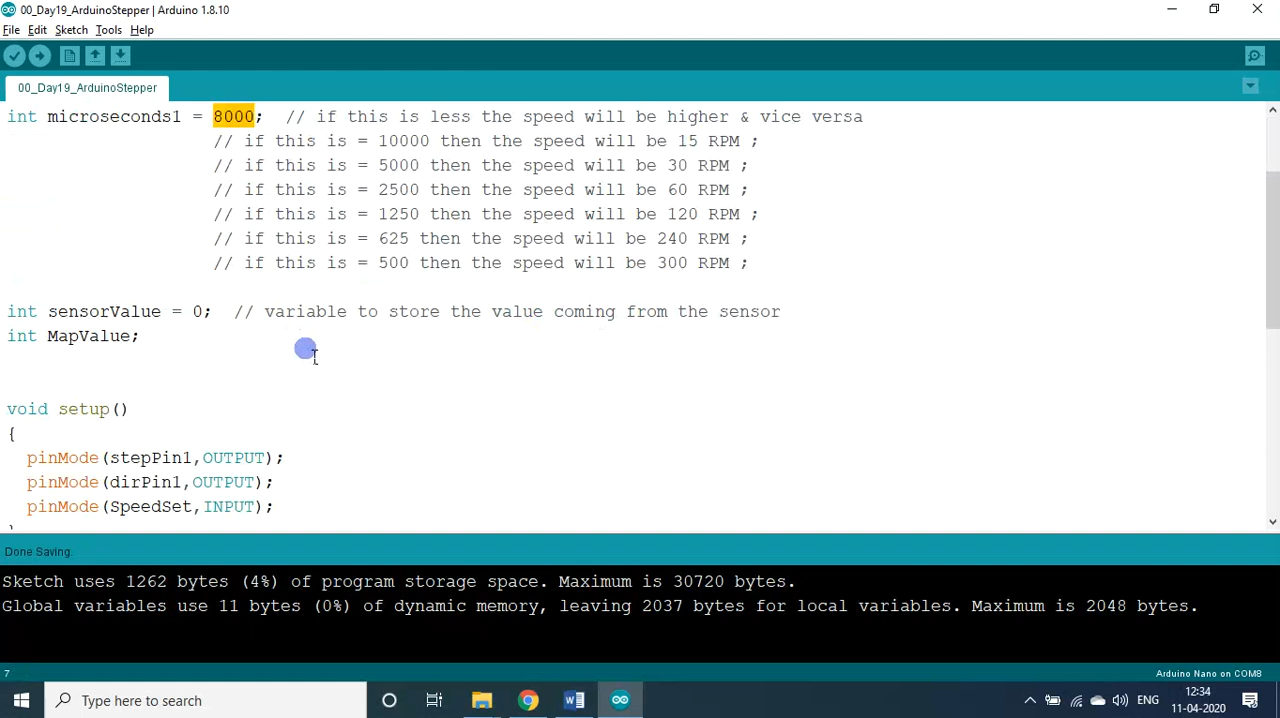 00_Day19_ArduinoStepper | Arduino 1.8.10
File Edit Sketch Tools Help
00_Day19_ArduinoStepper
int microseconds1 = 8000; // if this is less the speed will be higher & vice versa
// if this is = 10000 then the speed will be 15 RPM ;
// if this is = 5000 then the speed will be 30 RPM ;
// if this is = 2500 then the speed will be 60 RPM ;
// if this is = 1250 then the speed will be 120 RPM ;
// if this is = 625 then the speed will be 240 RPM ;
// if this is = 500 then the speed will be 300 RPM ;
int sensorValue = 0; // variable to store the value coming from the sensor
int MapValue;
void setup()
{
pinMode(stepPin1,OUTPUT);
pinMode(dirPin1,OUTPUT);
pinMode(SpeedSet,INPUT);
Done Saving.
Sketch uses 1262 bytes (4%) of program storage space. Maximum is 30720 bytes.
Global variables use 11 bytes (0%) of dynamic memory, leaving 2037 bytes for local variables. Maximum is 2048 bytes.
7 Arduino Nano on COM8
Type here to search
ENG
12:34
11-04-2020